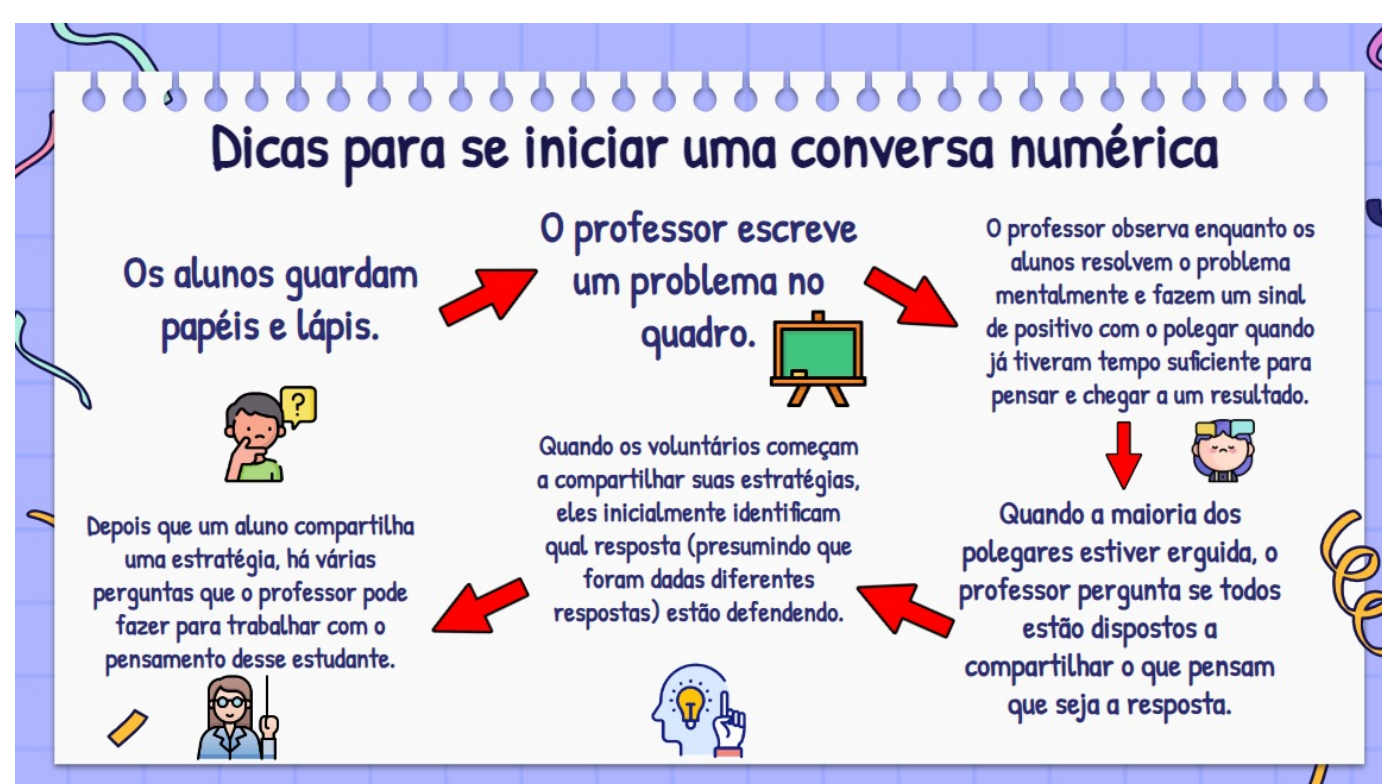 Dicas para se iniciar uma conversa numérica
Os alunos guardam
papéis e lápis.
O professor escreve
um problema no
quadro.
O professor observa enquanto os
alunos resolvem o problema
mentalmente e fazem um sinal
de positivo com o polegar quando
já tiveram tempo suficiente para
pensar e chegar a um resultado.
Quando a maioria dos
polegares estiver erguida, o
professor pergunta se todos
estão dispostos a
compartilhar o que pensam
que seja a resposta.
Quando os voluntários começam
a compartilhar suas estratégias,
eles inicialmente identificam
qual resposta (presumindo que
foram dadas diferentes
respostas) estão defendendo.
Depois que um aluno compartilha
uma estratégia, há várias
perguntas que o professor pode
fazer para trabalhar com o
pensamento desse estudante.
?